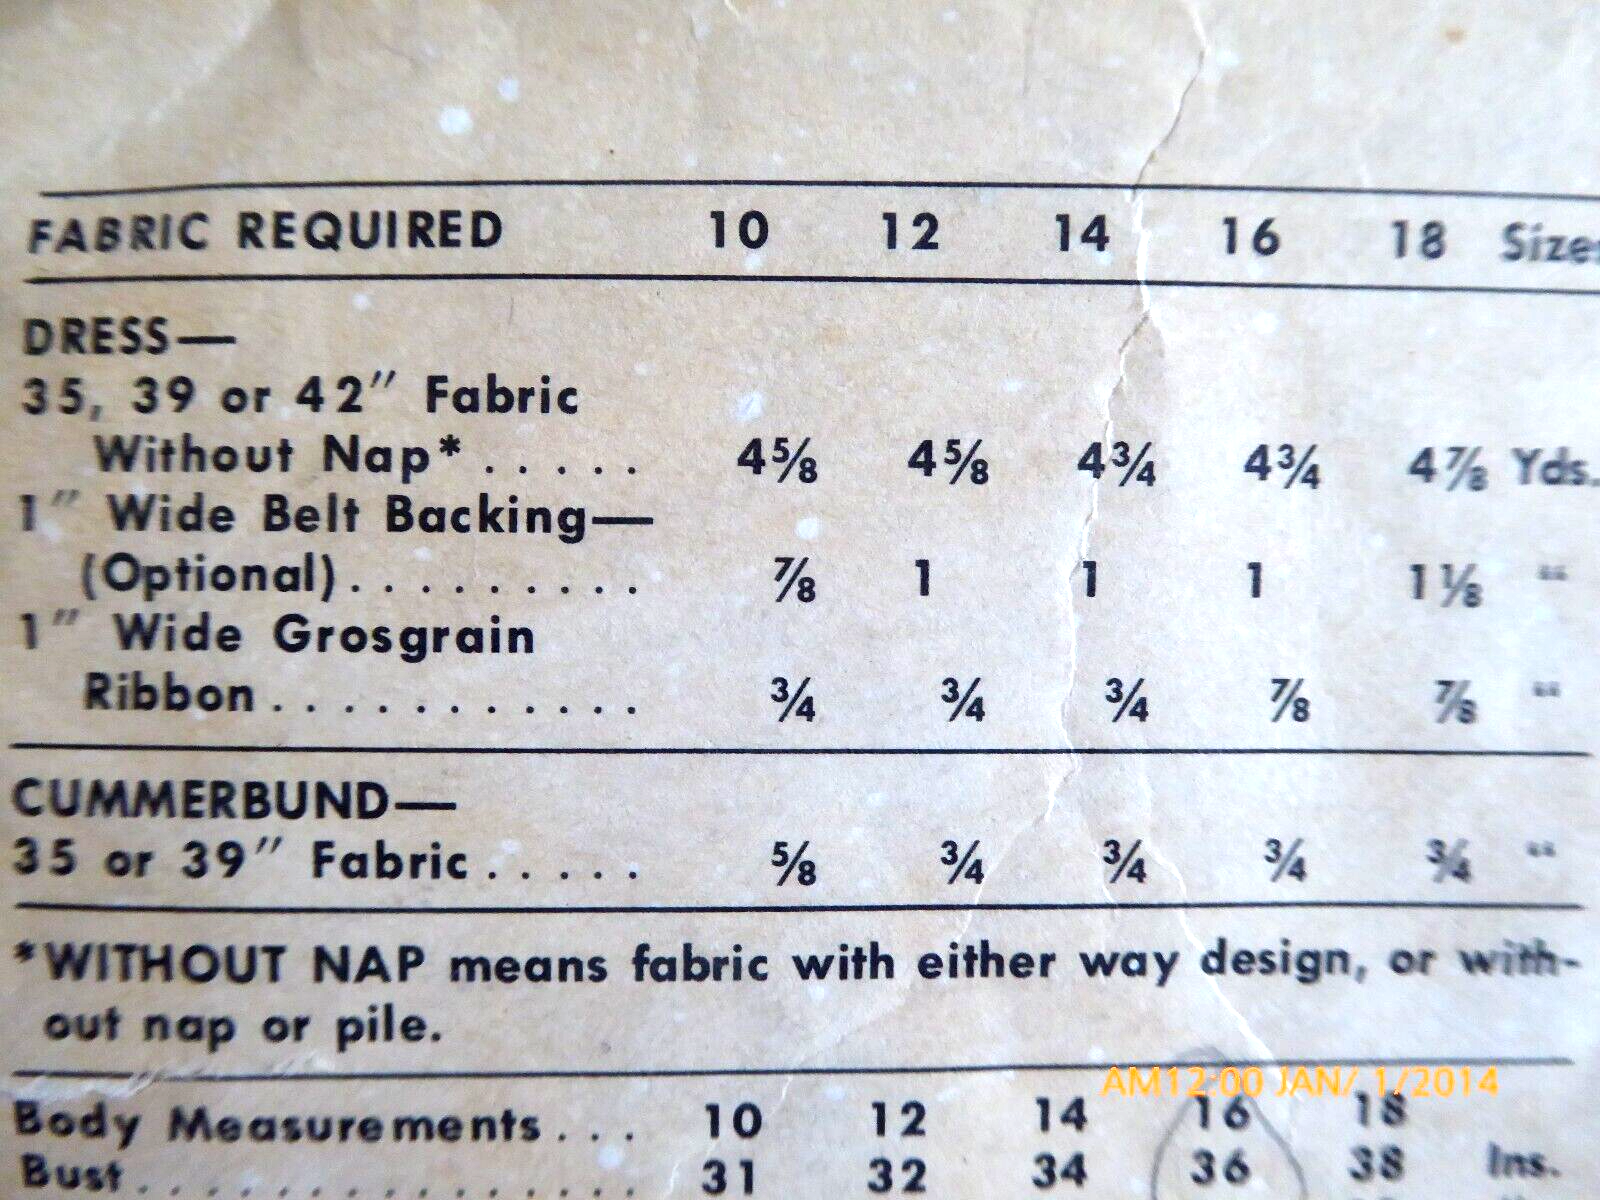 FABRIC REQUIRED 10 12 14 16 18 Sizes
DRESS—
35, 39 or 42" Fabric
Without Nap* . . . . . 4⅝ 4⅝ 4¾ 4¾ 4⅞ Yds.
1" Wide Belt Backing—
(Optional) . . . . . . . . . ⅞ 1 1 1 1⅛ "
1" Wide Grosgrain
Ribbon . . . . . . . . . . . ¾ ¾ ¾ ⅞ ⅞ "
CUMMERBUND—
35 or 39" Fabric . . . . . ⅝ ¾ ¾ ¾ ¾ "
*WITHOUT NAP means fabric with either way design, or with-
out nap or pile.
AM12:00 JAN/ 1/2014
Body Measurements . . . 10 12 14 16 18
Bust . . . . . . . . . . . . . . . 31 32 34 36 38 Ins.